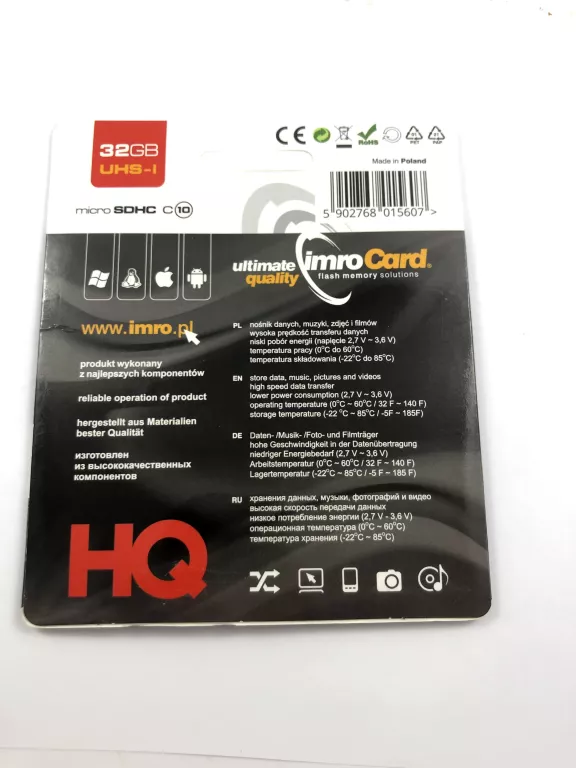 32GB
UHS-I
micro SDHC C 10
CE
RoHS
PET
PAP
Made in Poland
5 902768 015607 >
ultimate
quality
imroCard®
flash memory solutions
www.imro.pl
produkt wykonany
z najlepszych komponentów
reliable operation of product
hergestellt aus Materialien
bester Qualität
изготовлен
из высококачественных
компонентов
HQ
PL nośnik danych, muzyki, zdjęć i filmów
wysoka prędkość transferu danych
niski pobór energii (napięcie 2,7 V ~ 3,6 V)
temperatura pracy (0°C do 60°C)
temperatura składowania (-22°C do 85°C)
EN store data, music, pictures and videos
high speed data transfer
lower power consumption (2,7 V ~ 3,6 V)
operating temperature (0°C ~ 60°C / 32 F ~ 140 F)
storage temperature (-22 °C ~ 85°C / -5F ~ 185F)
DE Daten- /Musik- /Foto- und Filmträger
hohe Geschwindigkeit in der Datenübertragung
niedriger Energiebedarf (2,7 V ~ 3,6 V)
Arbeitstemperatur (0°C ~ 60°C / 32 F ~ 140 F)
Lagertemperatur (-22°C ~ 85°C / -5 F ~ 185 F)
RU хранения данных, музыки, фотографий и видео
высокая скорость передачи данных
низкое потребление энергии (2,7 V - 3,6 V)
операционная температура (0°C ~ 60°C)
температура хранения (-22°C ~ 85°C)